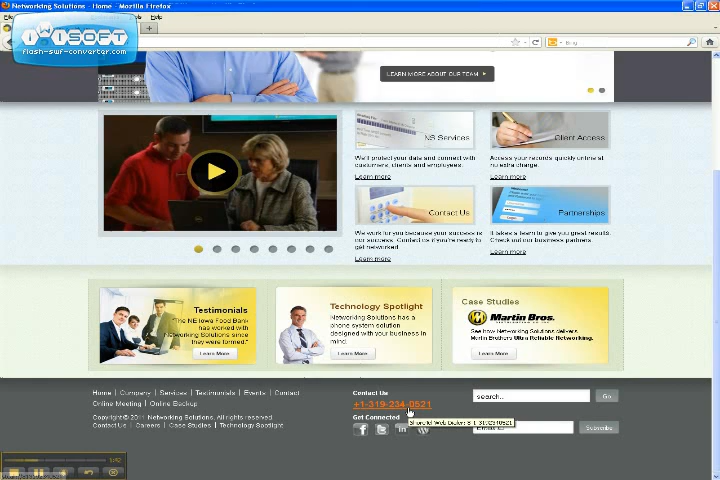 Networking Solutions - Home - Mozilla Firefox
Help
iWiSOFT
flash-swf-converter.com
Bing
LEARN MORE ABOUT OUR TEAM
NS Services
We'll protect your data and connect with
customers, clients and employees.
Learn more
Client Access
Access your records quickly online at
no extra charge.
Learn more
Contact Us
We work for you because your success is
our success. Contact us if you're ready to
get networked
Learn more
Partnerships
It takes a team to give you great results.
Check out our business partners.
Learn more
Testimonials
"The NE Iowa Food Bank
has worked with
Networking Solutions since
they were formed."
Learn More
Technology Spotlight
Networking Solutions has a
phone system solution
designed with your business in
mind.
Learn More
Case Studies
Martin Bros.
See how Networking Solutions delivers
Martin Brothers Ultra Reliable Networking.
Learn More
Home | Company | Services | Testimonials | Events | Contact
Online Meeting | Online Backup
Copyright © 2011 Networking Solutions. All rights reserved.
Contact Us | Careers | Case Studies | Technology Spotlight
Contact Us
+1-319-234-0521
Get Connected
search...
Go
Subscribe